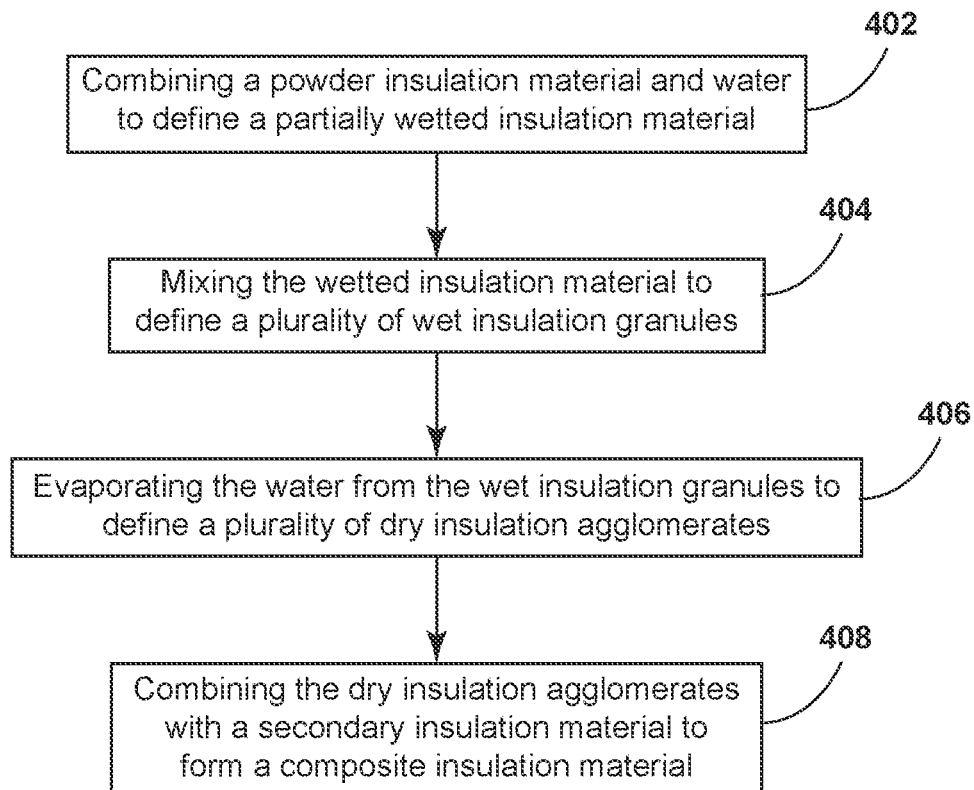 402
Combining a powder insulation material and water
to define a partially wetted insulation material
404
Mixing the wetted insulation material to
define a plurality of wet insulation granules
406
Evaporating the water from the wet insulation granules to
define a plurality of dry insulation agglomerates
408
Combining the dry insulation agglomerates
with a secondary insulation material to
form a composite insulation material